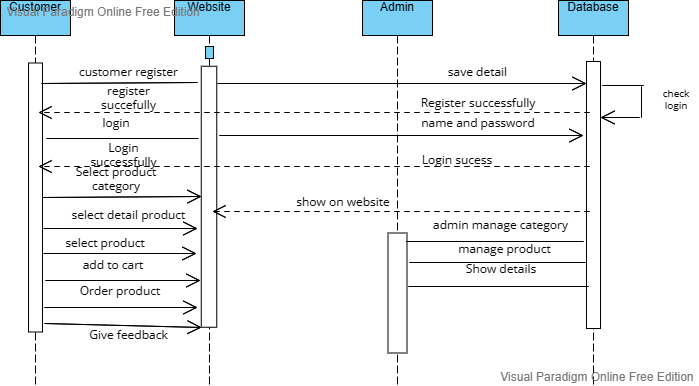 Customer
Website
Admin
Database
Visual Paradigm Online Free Edition
customer register
save detail
register
succefully
Register successfully
check
login
login
name and password
Login
successfully
Login sucess
Select product
category
show on website
select detail product
admin manage category
select product
manage product
add to cart
Show details
Order product
Give feedback
Visual Paradigm Online Free Edition